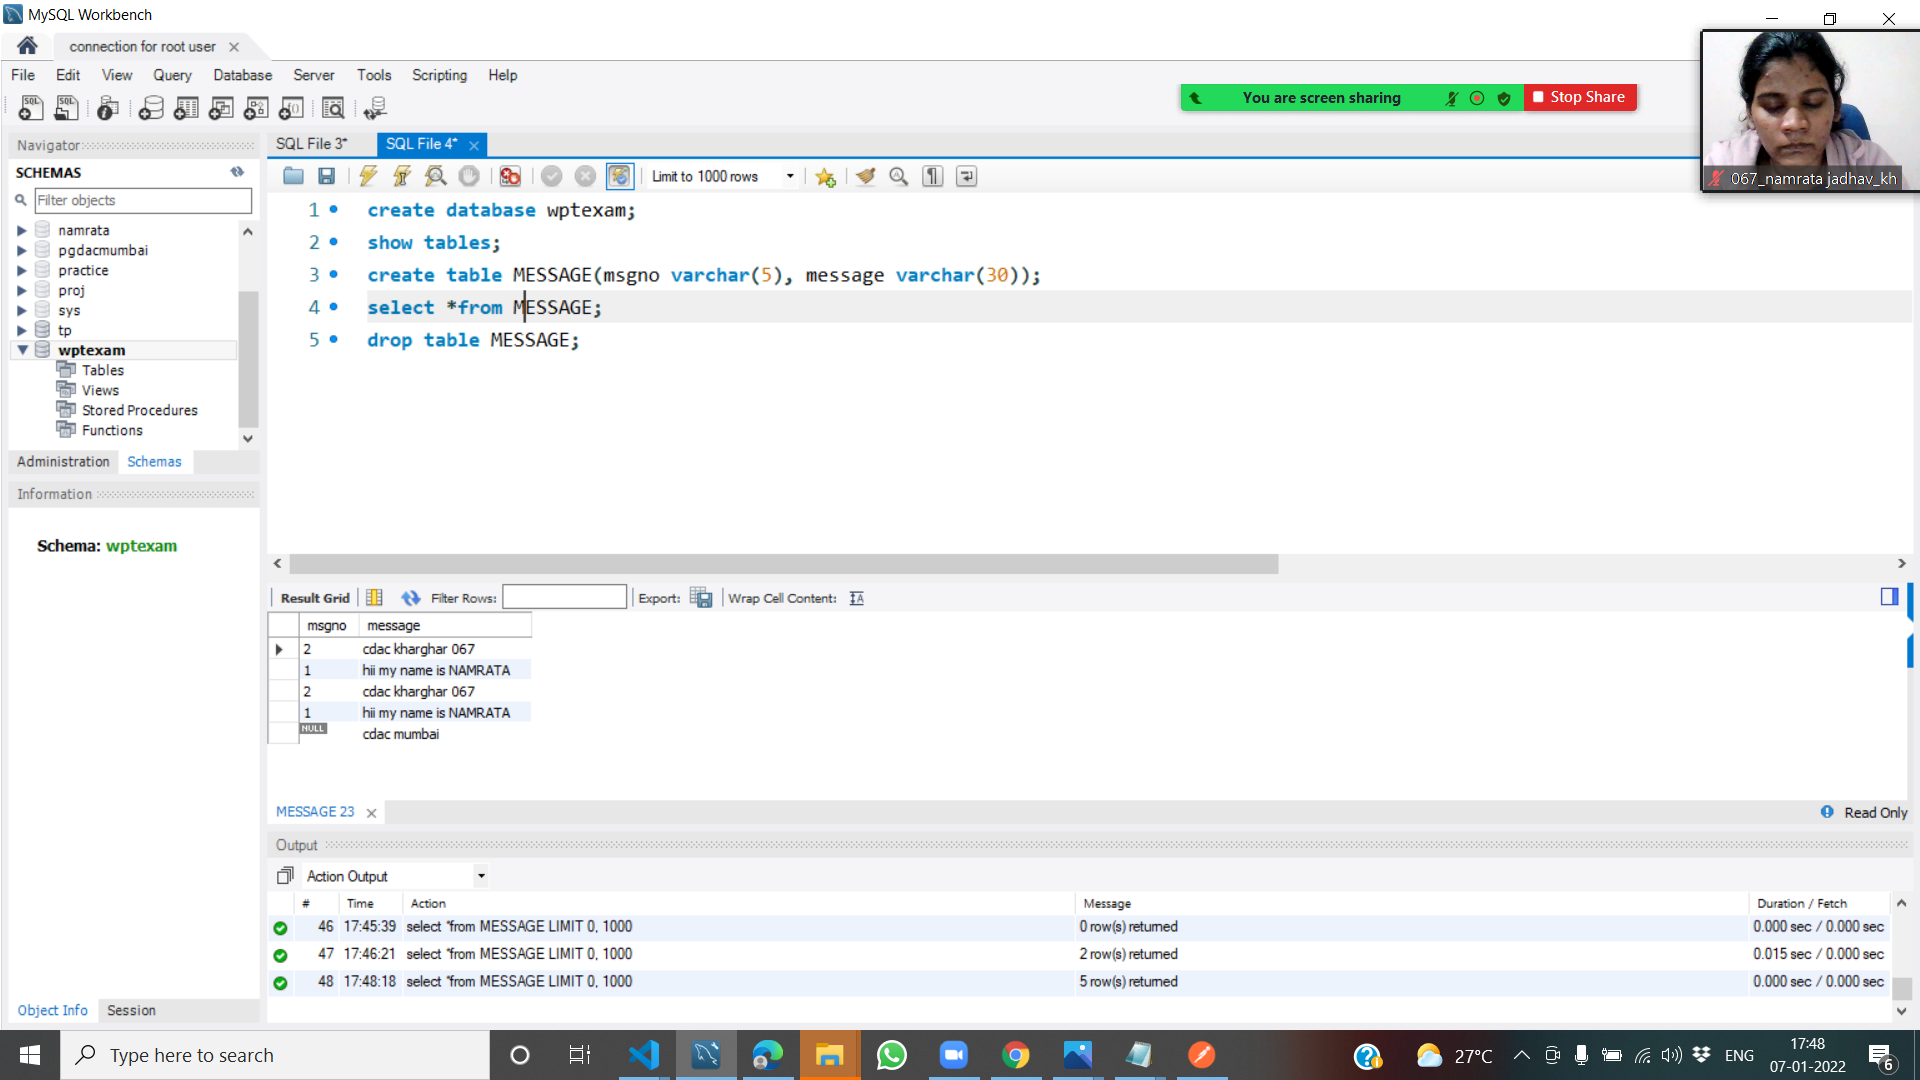 MySQL Workbench
connection for root user
File Edit View Query Database Server Tools Scripting Help
You are screen sharing Stop Share
067_namrata jadhav_kh
Navigator
SCHEMAS
Filter objects
namrata
pgdacmumbai
practice
proj
sys
tp
wptexam
Tables
Views
Stored Procedures
Functions
Administration Schemas
Information
Schema: wptexam
Object Info Session
SQL File 3* SQL File 4*
Limit to 1000 rows
1 create database wptexam;
2 show tables;
3 create table MESSAGE(msgno varchar(5), message varchar(30));
4 select *from MESSAGE;
5 drop table MESSAGE;
Result Grid Filter Rows: Export: Wrap Cell Content:
msgno message
2 cdac kharghar 067
1 hii my name is NAMRATA
2 cdac kharghar 067
1 hii my name is NAMRATA
NULL cdac mumbai
MESSAGE 23 Read Only
Output
Action Output
# Time Action Message Duration / Fetch
46 17:45:39 select *from MESSAGE LIMIT 0, 1000 0 row(s) returned 0.000 sec / 0.000 sec
47 17:46:21 select *from MESSAGE LIMIT 0, 1000 2 row(s) returned 0.015 sec / 0.000 sec
48 17:48:18 select *from MESSAGE LIMIT 0, 1000 5 row(s) returned 0.000 sec / 0.000 sec
Type here to search
27°C ENG
17:48
07-01-2022
6